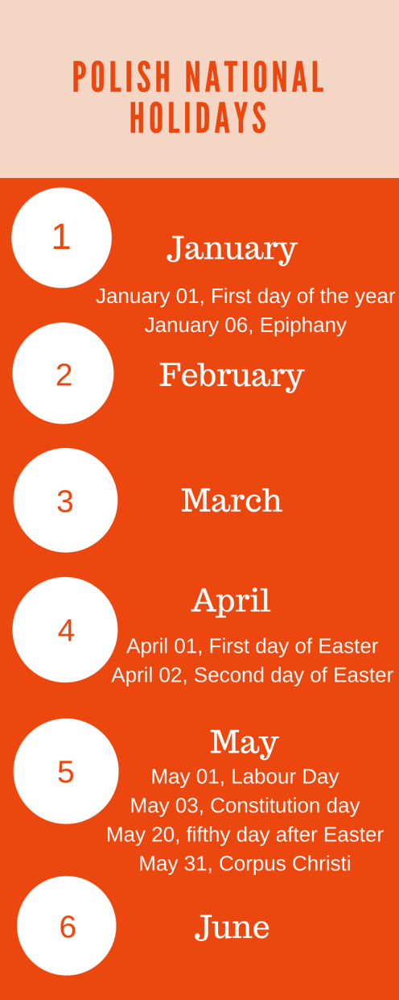 POLISH NATIONAL
HOLIDAYS
1
January
January 01, First day of the year
January 06, Epiphany
2
February
3
March
4
April
April 01, First day of Easter
April 02, Second day of Easter
5
May
May 01, Labour Day
May 03, Constitution day
May 20, fifthy day after Easter
May 31, Corpus Christi
6
June